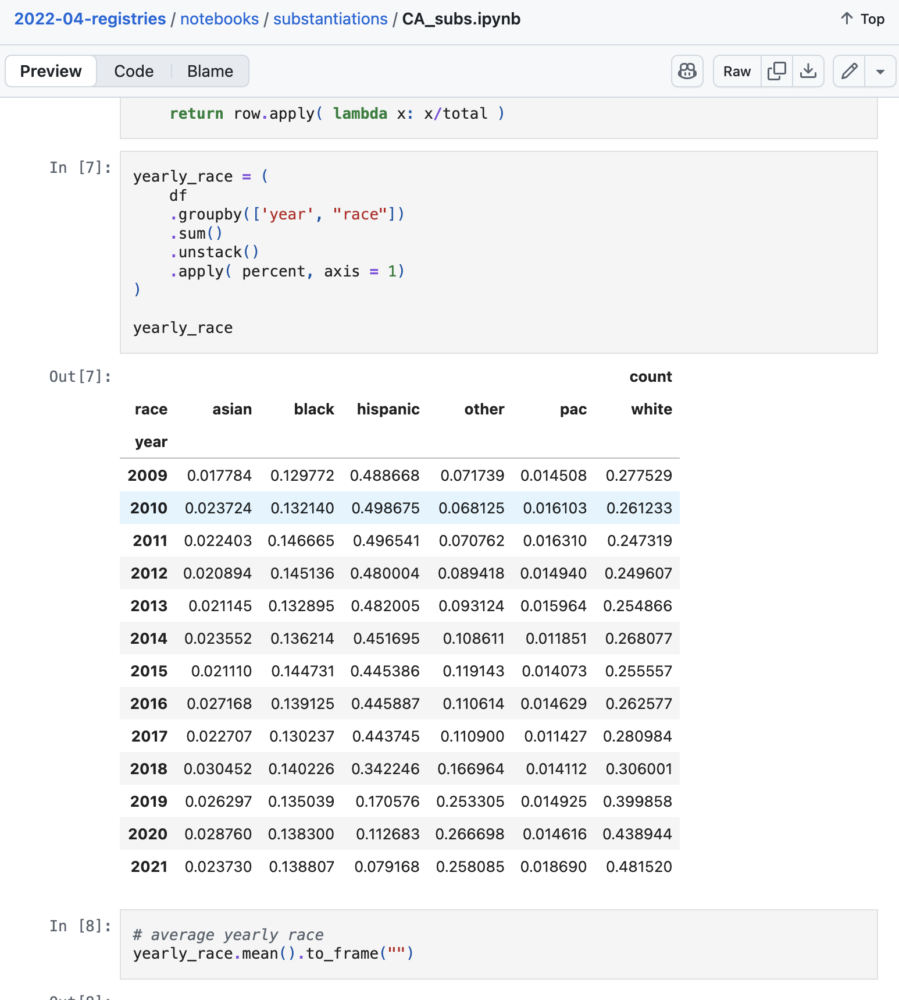 2022-04-registries / notebooks / substantiations / CA_subs.ipynb
Top
Preview
Code
Blame
Raw
return row.apply( lambda x: x/total )
In [7]:
yearly_race = (
df
.groupby(['year', "race"])
.sum()
.unstack()
.apply( percent, axis = 1)
)
yearly_race
Out[7]:
count
race asian black hispanic other pac white
year
2009 0.017784 0.129772 0.488668 0.071739 0.014508 0.277529
2010 0.023724 0.132140 0.498675 0.068125 0.016103 0.261233
2011 0.022403 0.146665 0.496541 0.070762 0.016310 0.247319
2012 0.020894 0.145136 0.480004 0.089418 0.014940 0.249607
2013 0.021145 0.132895 0.482005 0.093124 0.015964 0.254866
2014 0.023552 0.136214 0.451695 0.108611 0.011851 0.268077
2015 0.021110 0.144731 0.445386 0.119143 0.014073 0.255557
2016 0.027168 0.139125 0.445887 0.110614 0.014629 0.262577
2017 0.022707 0.130237 0.443745 0.110900 0.011427 0.280984
2018 0.030452 0.140226 0.342246 0.166964 0.014112 0.306001
2019 0.026297 0.135039 0.170576 0.253305 0.014925 0.399858
2020 0.028760 0.138300 0.112683 0.266698 0.014616 0.438944
2021 0.023730 0.138807 0.079168 0.258085 0.018690 0.481520
In [8]:
# average yearly race
yearly_race.mean().to_frame("")
Out[8]: